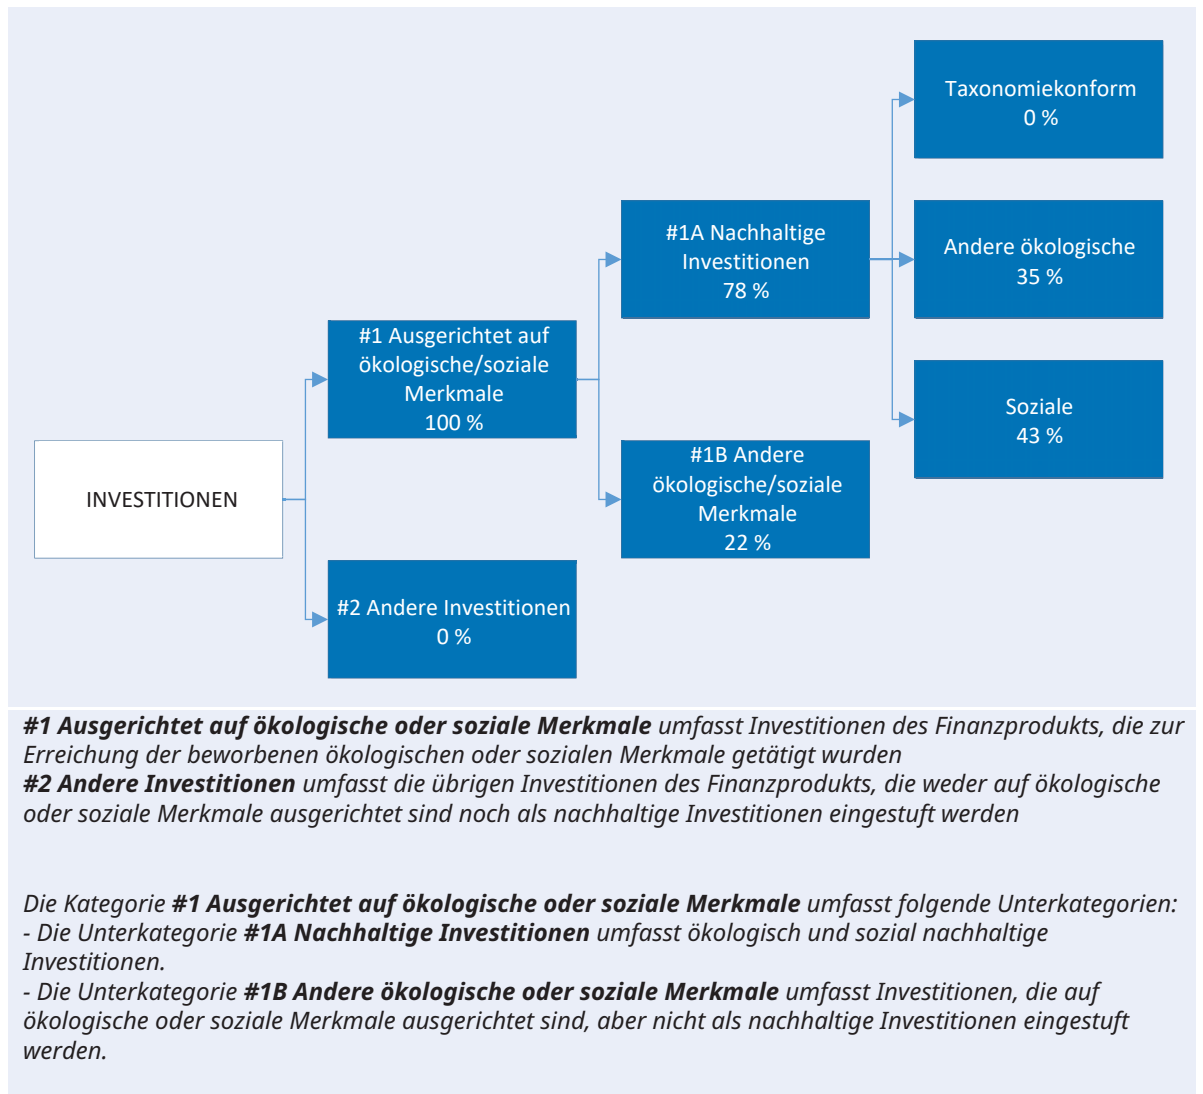 Taxonomiekonform
0 %
#1A Nachhaltige
Investitionen
78 %
Andere ökologische
35 %
#1 Ausgerichtet auf
ökologische/soziale
Merkmale
100 %
Soziale
43 %
INVESTITIONEN
#1B Andere
ökologische/soziale
Merkmale
22 %
#2 Andere Investitionen
0 %
#1 Ausgerichtet auf ökologische oder soziale Merkmale umfasst Investitionen des Finanzprodukts, die zur
Erreichung der beworbenen ökologischen oder sozialen Merkmale getätigt wurden
#2 Andere Investitionen umfasst die übrigen Investitionen des Finanzprodukts, die weder auf ökologische
oder soziale Merkmale ausgerichtet sind noch als nachhaltige Investitionen eingestuft werden
Die Kategorie #1 Ausgerichtet auf ökologische oder soziale Merkmale umfasst folgende Unterkategorien:
- Die Unterkategorie #1A Nachhaltige Investitionen umfasst ökologisch und sozial nachhaltige
Investitionen.
- Die Unterkategorie #1B Andere ökologische oder soziale Merkmale umfasst Investitionen, die auf
ökologische oder soziale Merkmale ausgerichtet sind, aber nicht als nachhaltige Investitionen eingestuft
werden.